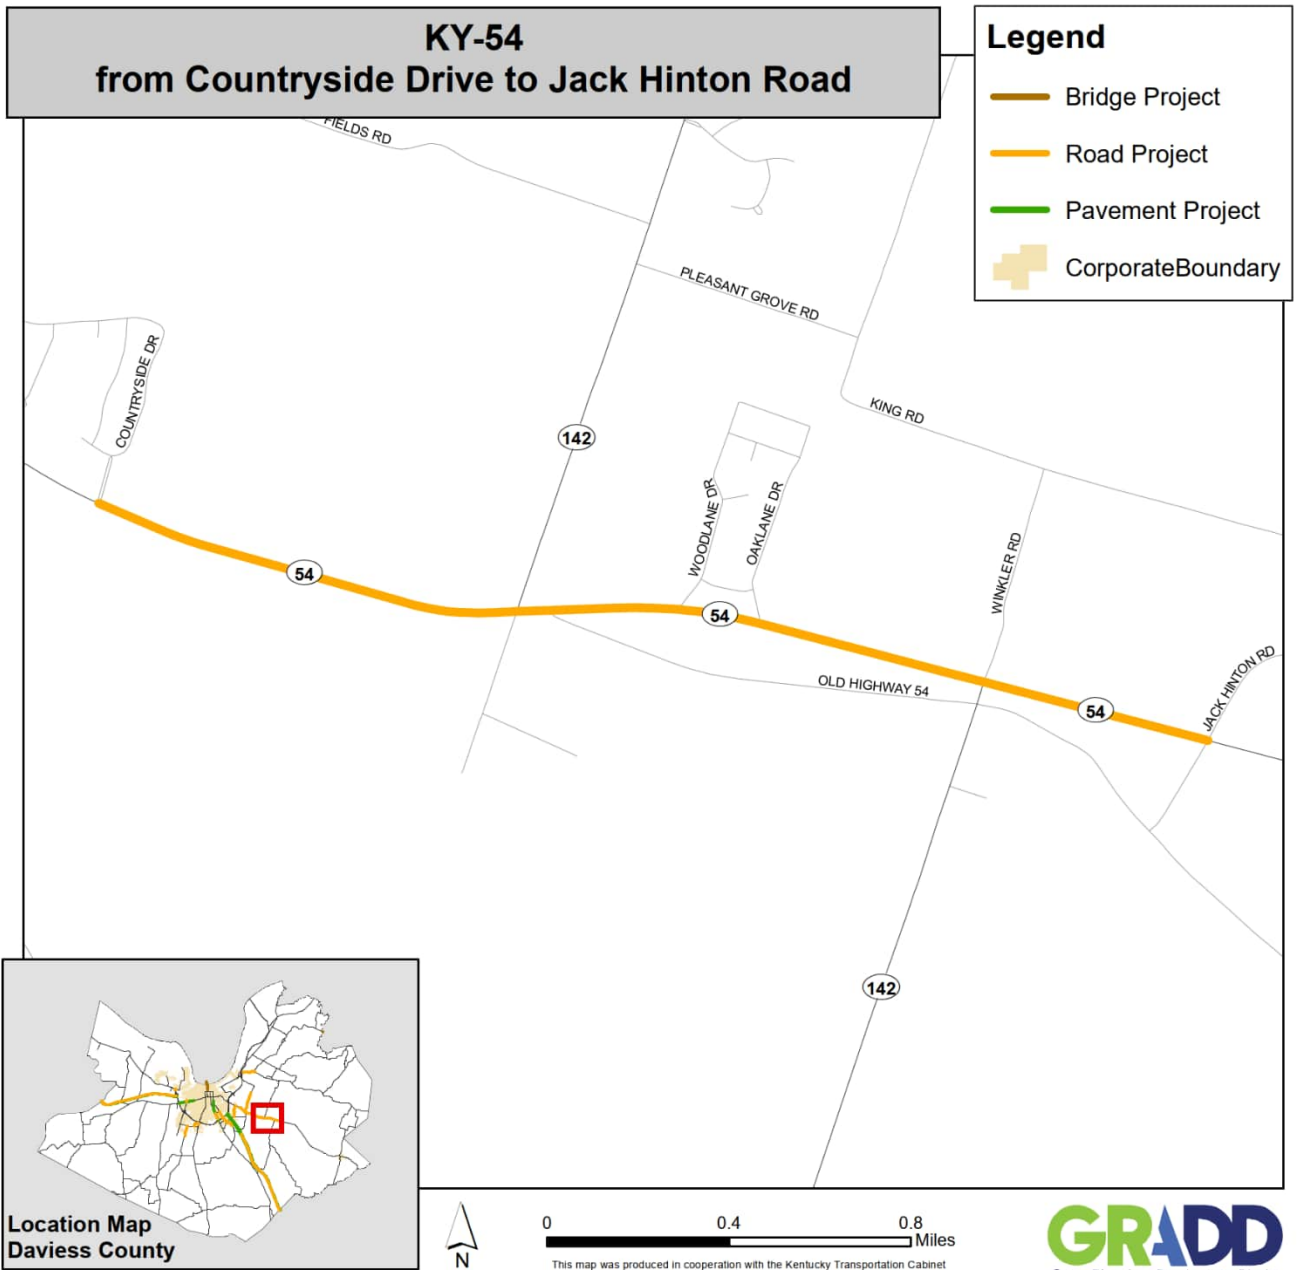 KY-54
from Countryside Drive to Jack Hinton Road
Legend
Bridge Project
Road Project
Pavement Project
CorporateBoundary
FIELDS RD
PLEASANT GROVE RD
COUNTRYSIDE DR
KING RD
142
WOODLANE DR
OAKLANE DR
WINKLER RD
54
54
JACK HINTON RD
OLD HIGHWAY 54
54
142
Location Map
Daviess County
N
0 0.4 0.8
Miles
This map was produced in cooperation with the Kentucky Transportation Cabinet
GRADD